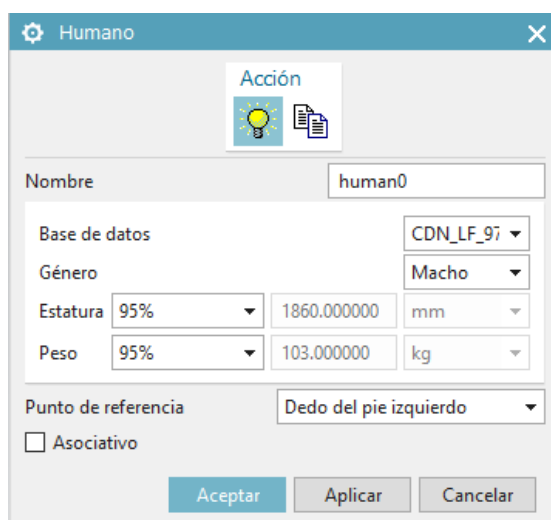 Humano
Acción
Nombre human0
Base de datos CDN_LF_97
Género Macho
Estatura 95% 1860.000000 mm
Peso 95% 103.000000 kg
Punto de referencia Dedo del pie izquierdo
Asociativo
Aceptar Aplicar Cancelar